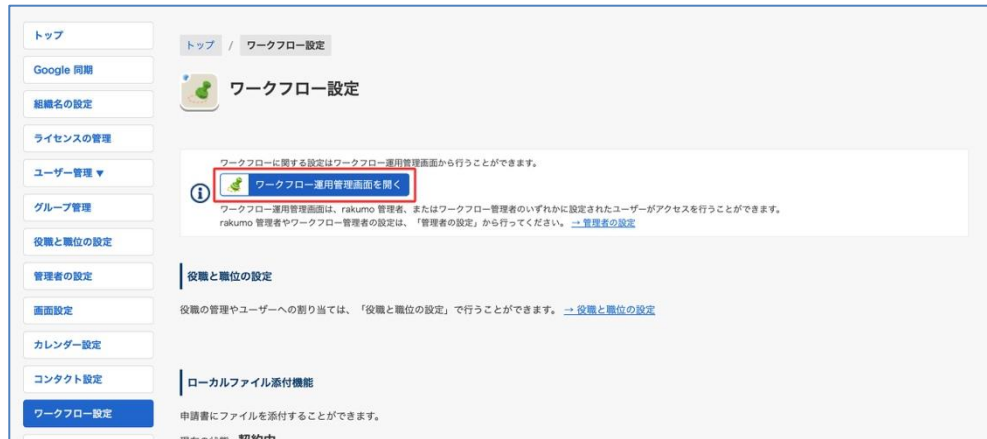 トップ
Google 同期
組織名の設定
ライセンスの管理
ユーザー管理 ▼
グループ管理
役職と職位の設定
管理者の設定
画面設定
カレンダー設定
コンタクト設定
ワークフロー設定
トップ / ワークフロー設定
ワークフロー設定
ワークフローに関する設定はワークフロー運用管理画面から行うことができます。
ワークフロー運用管理画面を開く
ワークフロー運用管理画面は、rakumo 管理者、またはワークフロー管理者のいずれかに設定されたユーザーがアクセスを行うことができます。
rakumo 管理者やワークフロー管理者の設定は、「管理者の設定」から行ってください。 → 管理者の設定
役職と職位の設定
役職の管理やユーザーへの割り当ては、「役職と職位の設定」で行うことができます。 → 役職と職位の設定
ローカルファイル添付機能
申請書にファイルを添付することができます。
現在の状態 契約中